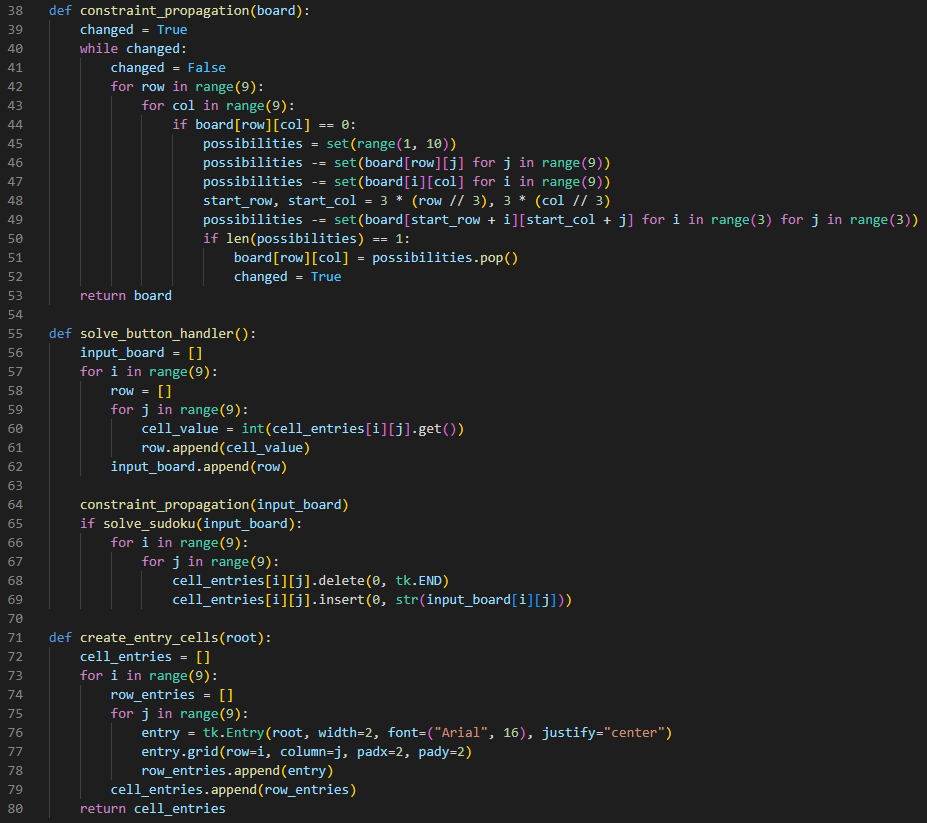 38 def constraint_propagation(board):
39     changed = True
40     while changed:
41         changed = False
42         for row in range(9):
43             for col in range(9):
44                 if board[row][col] == 0:
45                     possibilities = set(range(1, 10))
46                     possibilities -= set(board[row][j] for j in range(9))
47                     possibilities -= set(board[i][col] for i in range(9))
48                     start_row, start_col = 3 * (row // 3), 3 * (col // 3)
49                     possibilities -= set(board[start_row + i][start_col + j] for i in range(3) for j in range(3))
50                     if len(possibilities) == 1:
51                         board[row][col] = possibilities.pop()
52                         changed = True
53     return board
54
55 def solve_button_handler():
56     input_board = []
57     for i in range(9):
58         row = []
59         for j in range(9):
60             cell_value = int(cell_entries[i][j].get())
61             row.append(cell_value)
62         input_board.append(row)
63
64     constraint_propagation(input_board)
65     if solve_sudoku(input_board):
66         for i in range(9):
67             for j in range(9):
68                 cell_entries[i][j].delete(0, tk.END)
69                 cell_entries[i][j].insert(0, str(input_board[i][j]))
70
71 def create_entry_cells(root):
72     cell_entries = []
73     for i in range(9):
74         row_entries = []
75         for j in range(9):
76             entry = tk.Entry(root, width=2, font=("Arial", 16), justify="center")
77             entry.grid(row=i, column=j, padx=2, pady=2)
78             row_entries.append(entry)
79         cell_entries.append(row_entries)
80     return cell_entries